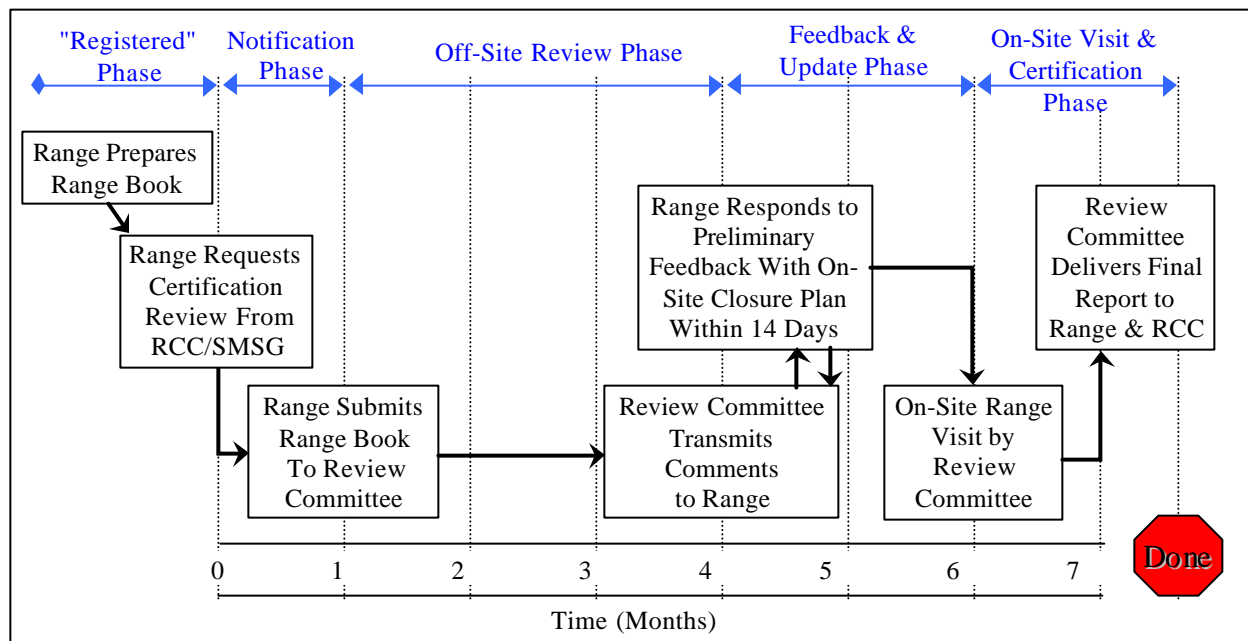 "Registered"
Phase
Notification
Phase
Off-Site Review Phase
Feedback &
Update Phase
On-Site Visit &
Certification
Phase
Range Prepares
Range Book
Range Requests
Certification
Review From
RCC/SMSG
Range Submits
Range Book
To Review
Committee
Range Responds to
Preliminary
Feedback With On-
Site Closure Plan
Within 14 Days
Review Committee
Transmits
Comments
to Range
On-Site Range
Visit by
Review
Committee
Review
Committee
Delivers Final
Report to
Range & RCC
0 1 2 3 4 5 6 7
Done
Time (Months)